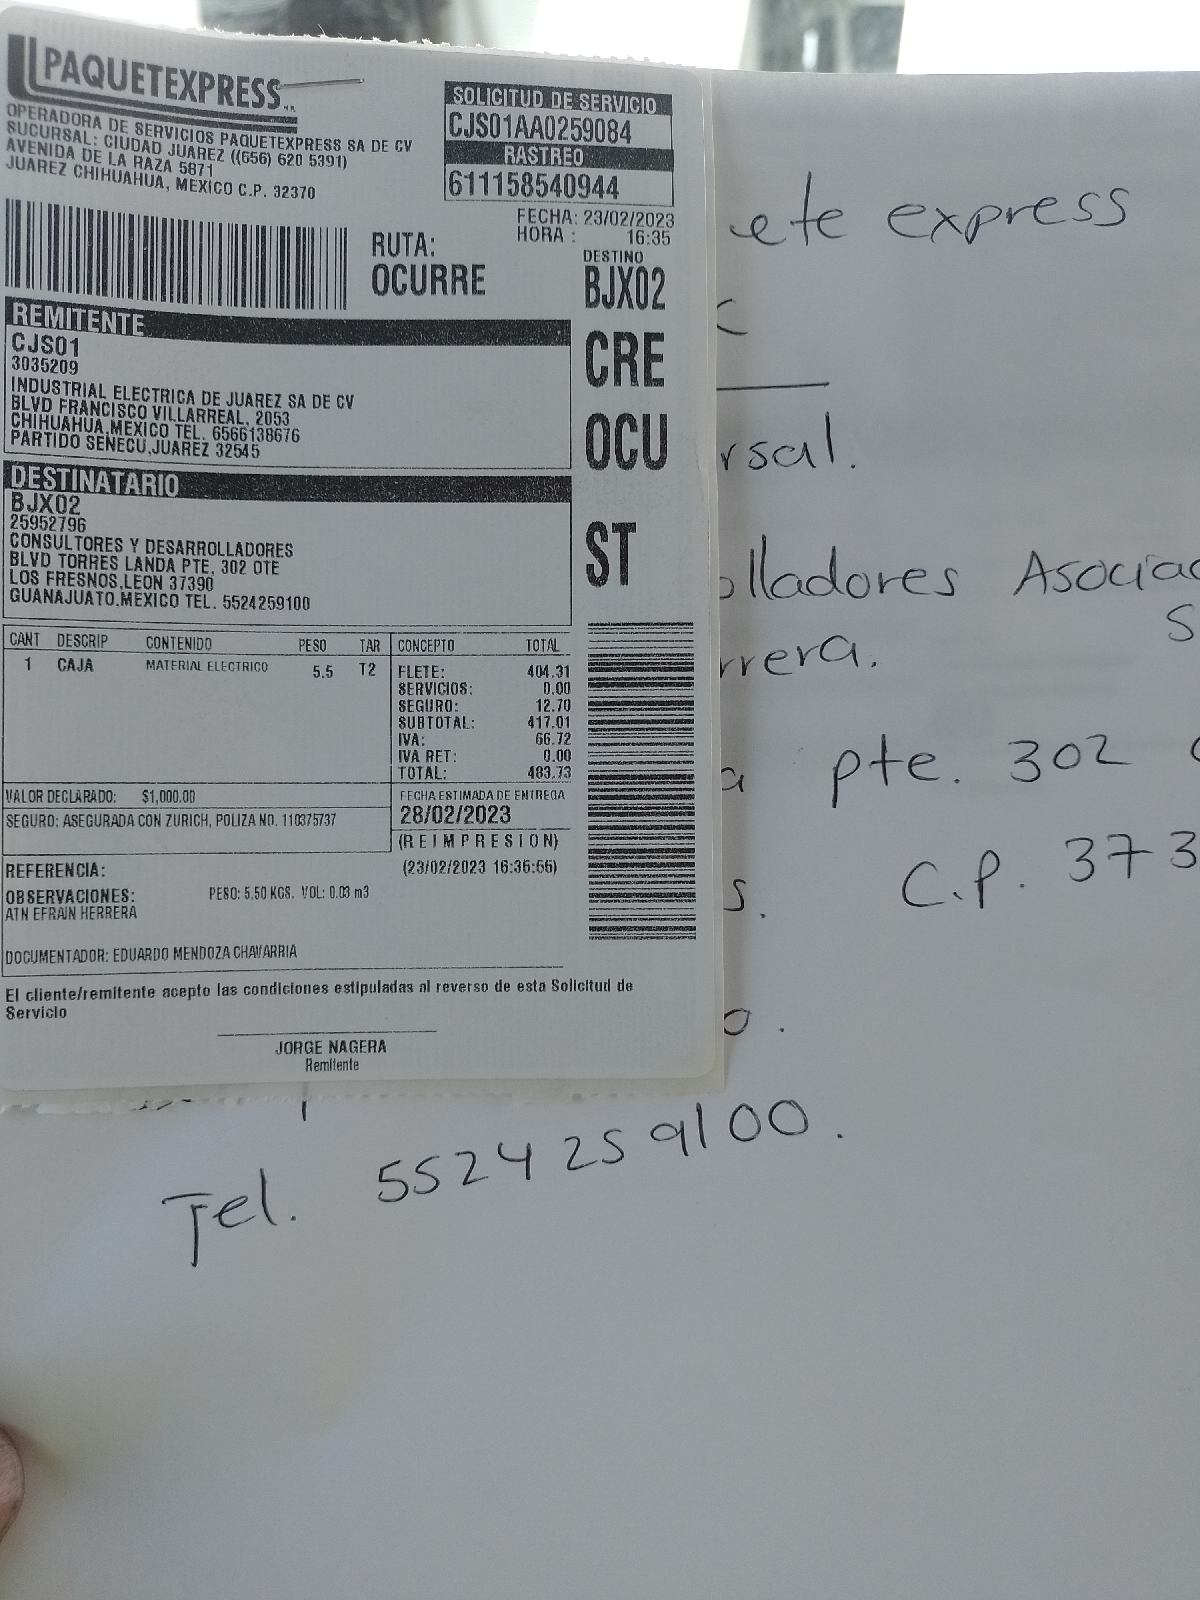 PAQUETEXPRESS
OPERADORA DE SERVICIOS PAQUETEXPRESS SA DE CV
SUCURSAL: CIUDAD JUAREZ ((656) 620 5391)
AVENIDA DE LA RAZA 5871
JUAREZ CHIHUAHUA, MEXICO C.P. 32370
SOLICITUD DE SERVICIO
CJS01AA0259084
RASTREO
611158540944
FECHA: 23/02/2023
HORA : 16:35
RUTA:
OCURRE
DESTINO
BJX02
CRE
OCU
ST
REMITENTE
CJS01
3035209
INDUSTRIAL ELECTRICA DE JUAREZ SA DE CV
BLVD FRANCISCO VILLARREAL, 2053
CHIHUAHUA,MEXICO TEL. 6566138676
PARTIDO SENECU,JUAREZ 32545
DESTINATARIO
BJX02
25952796
CONSULTORES Y DESARROLLADORES
BLVD TORRES LANDA PTE, 302 OTE
LOS FRESNOS,LEON 37390
GUANAJUATO,MEXICO TEL. 5524259100
CANT DESCRIP CONTENIDO PESO TAR
1 CAJA MATERIAL ELECTRICO 5.5 T2
CONCEPTO TOTAL
FLETE: 404.31
SERVICIOS: 0.00
SEGURO: 12.70
SUBTOTAL: 417.01
IVA: 66.72
IVA RET: 0.00
TOTAL: 483.73
VALOR DECLARADO: $1,000.00
SEGURO: ASEGURADA CON ZURICH, POLIZA NO. 110375737
FECHA ESTIMADA DE ENTREGA
28/02/2023
(REIMPRESION)
(23/02/2023 16:36:56)
REFERENCIA:
OBSERVACIONES: PESO: 5.50 KGS. VOL: 0.03 m3
ATN EFRAIN HERRERA
DOCUMENTADOR: EDUARDO MENDOZA CHAVARRIA
El cliente/remitente acepto las condiciones estipuladas al reverso de esta Solicitud de
Servicio
JORGE NAGERA
Remitente
ete express
rsal.
lladores Asociad
S
rrera.
a pte. 302
s. C.P. 373
o.
Tel. 5524259100.